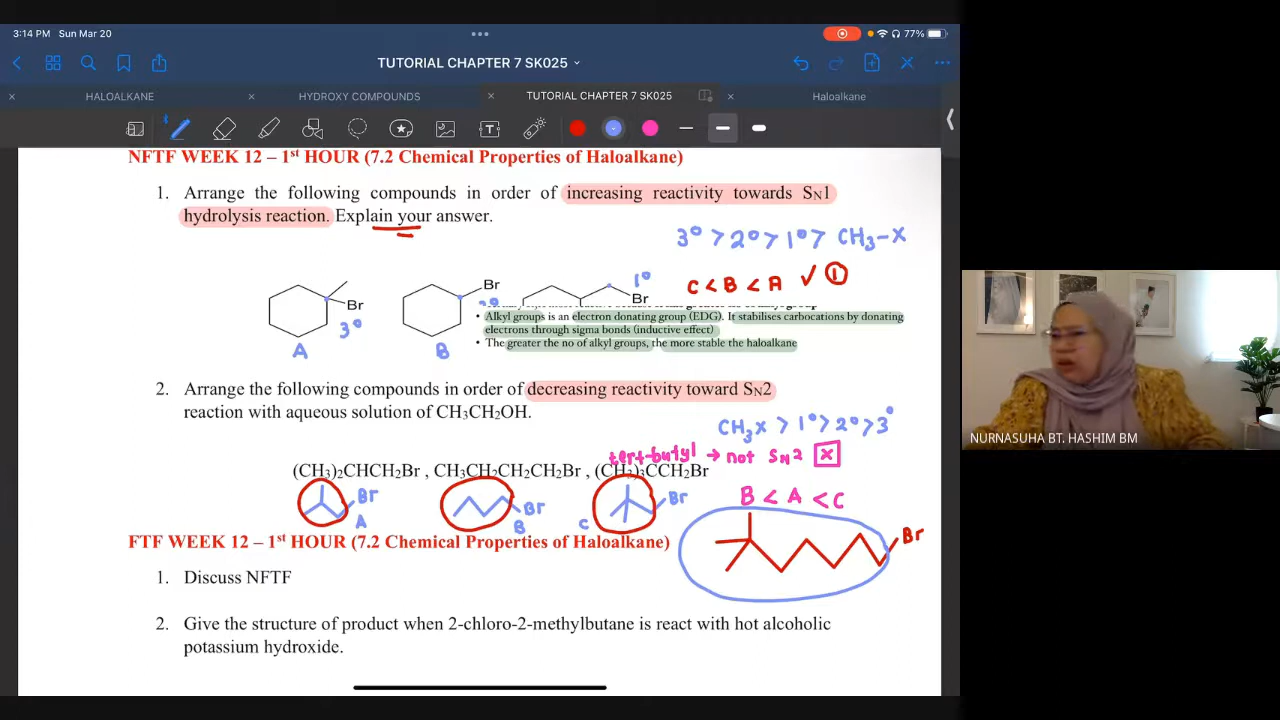 3:14 PM Sun Mar 20
77%
TUTORIAL CHAPTER 7 SK025
HALOALKANE
HYDROXY COMPOUNDS
TUTORIAL CHAPTER 7 SK025
Haloalkane
NFTF WEEK 12 – 1st HOUR (7.2 Chemical Properties of Haloalkane)
1. Arrange the following compounds in order of increasing reactivity towards SN1
hydrolysis reaction. Explain your answer.
3° > 2° > 1° > CH3-X
C < B < A ✓ ①
Br
3°
A
Br
B
1°
Br
• Alkyl groups is an electron donating group (EDG). It stabilises carbocations by donating
electrons through sigma bonds (inductive effect)
• The greater the no of alkyl groups, the more stable the haloalkane
2. Arrange the following compounds in order of decreasing reactivity toward SN2
reaction with aqueous solution of CH3CH2OH.
CH3X > 1° > 2° > 3°
tert-butyl → not SN2 X
(CH3)2CHCH2Br , CH3CH2CH2CH2Br , (CH3)3CCH2Br
Br
A
Br
B
Br
C
B < A < C
Br
FTF WEEK 12 – 1st HOUR (7.2 Chemical Properties of Haloalkane)
1. Discuss NFTF
2. Give the structure of product when 2-chloro-2-methylbutane is react with hot alcoholic
potassium hydroxide.
NURNASUHA BT. HASHIM BM